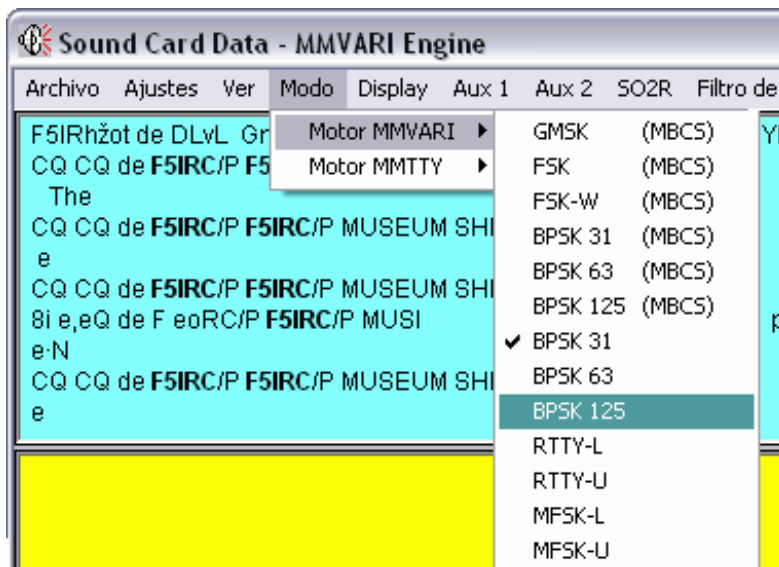 Sound Card Data - MMVARI Engine
Archivo Ajustes Ver Modo Display Aux 1 Aux 2 SO2R Filtro de
F5IRhžot de DLvL Gr
CQ CQ de F5IRC/P F5
The
CQ CQ de F5IRC/P F5IRC/P MUSEUM SHI
e
CQ CQ de F5IRC/P F5IRC/P MUSEUM SHI
8i e,eQ de F eoRC/P F5IRC/P MUSI
e·N
CQ CQ de F5IRC/P F5IRC/P MUSEUM SHI
e
Motor MMVARI
Motor MMTTY
GMSK (MBCS)
FSK (MBCS)
FSK-W (MBCS)
BPSK 31 (MBCS)
BPSK 63 (MBCS)
BPSK 125 (MBCS)
BPSK 31
BPSK 63
BPSK 125
RTTY-L
RTTY-U
MFSK-L
MFSK-U